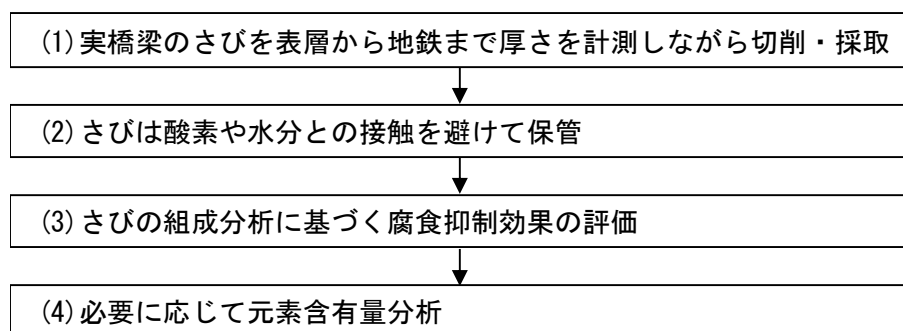 (1)実橋梁のさびを表層から地鉄まで厚さを計測しながら切削・採取
(2)さびは酸素や水分との接触を避けて保管
(3)さびの組成分析に基づく腐食抑制効果の評価
(4)必要に応じて元素含有量分析